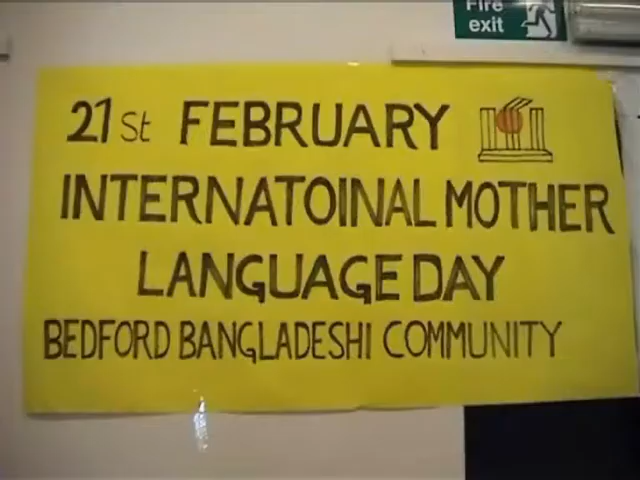 Fire
exit
21st FEBRUARY
INTERNATOINAL MOTHER
LANGUAGE DAY
BEDFORD BANGLADESHI COMMUNITY